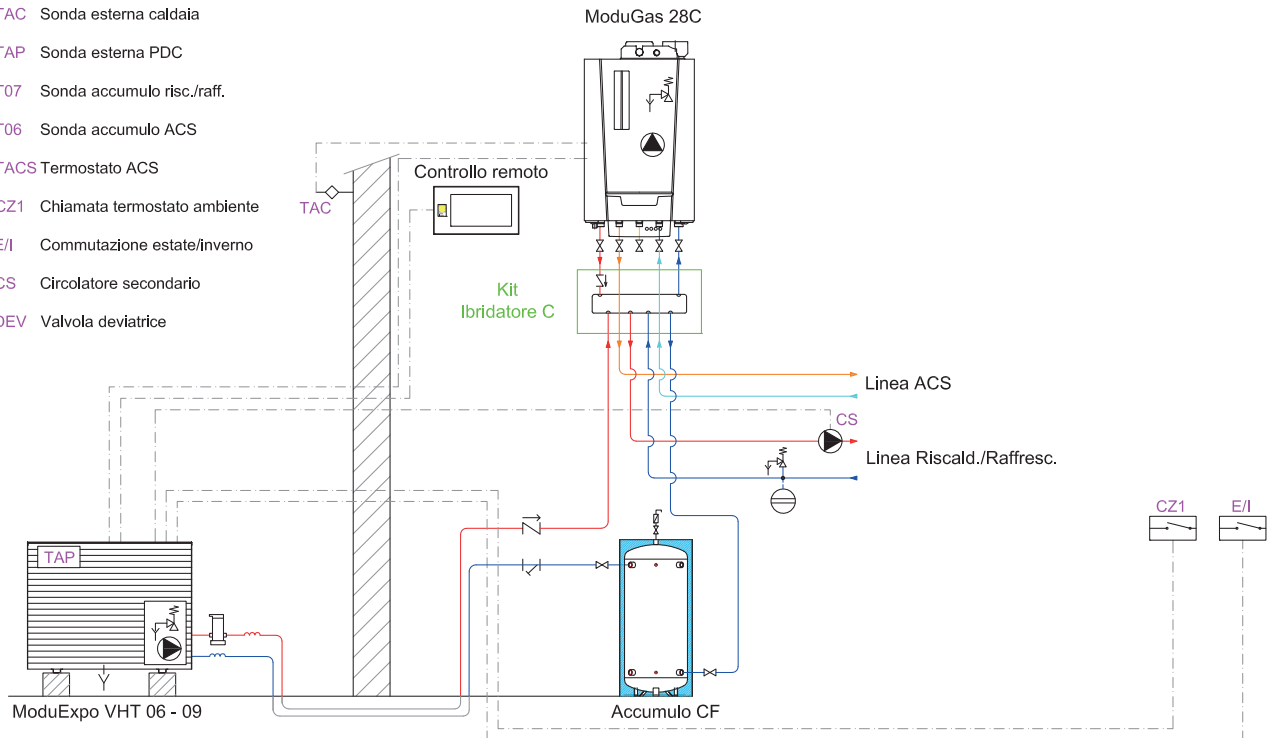 TAC Sonda esterna caldaia
TAP Sonda esterna PDC
T07 Sonda accumulo risc./raff.
T06 Sonda accumulo ACS
TACS Termostato ACS
CZ1 Chiamata termostato ambiente
E/I Commutazione estate/inverno
CS Circolatore secondario
DEV Valvola deviatrice
ModuGas 28C
Controllo remoto
TAC
Kit
Ibridatore C
Linea ACS
CS
Linea Riscald./Raffresc.
CZ1
E/I
TAP
ModuExpo VHT 06 - 09
Accumulo CF